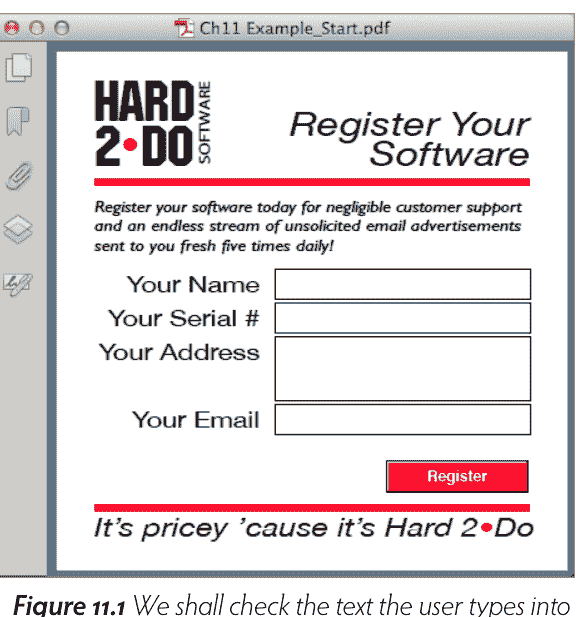 Ch11 Example_Start.pdf
HARD
2•DO
SOFTWARE
Register Your
Software
Register your software today for negligible customer support
and an endless stream of unsolicited email advertisements
sent to you fresh five times daily!
Your Name
Your Serial #
Your Address
Your Email
Register
It's pricey 'cause it's Hard 2•Do
Figure 11.1 We shall check the text the user types into